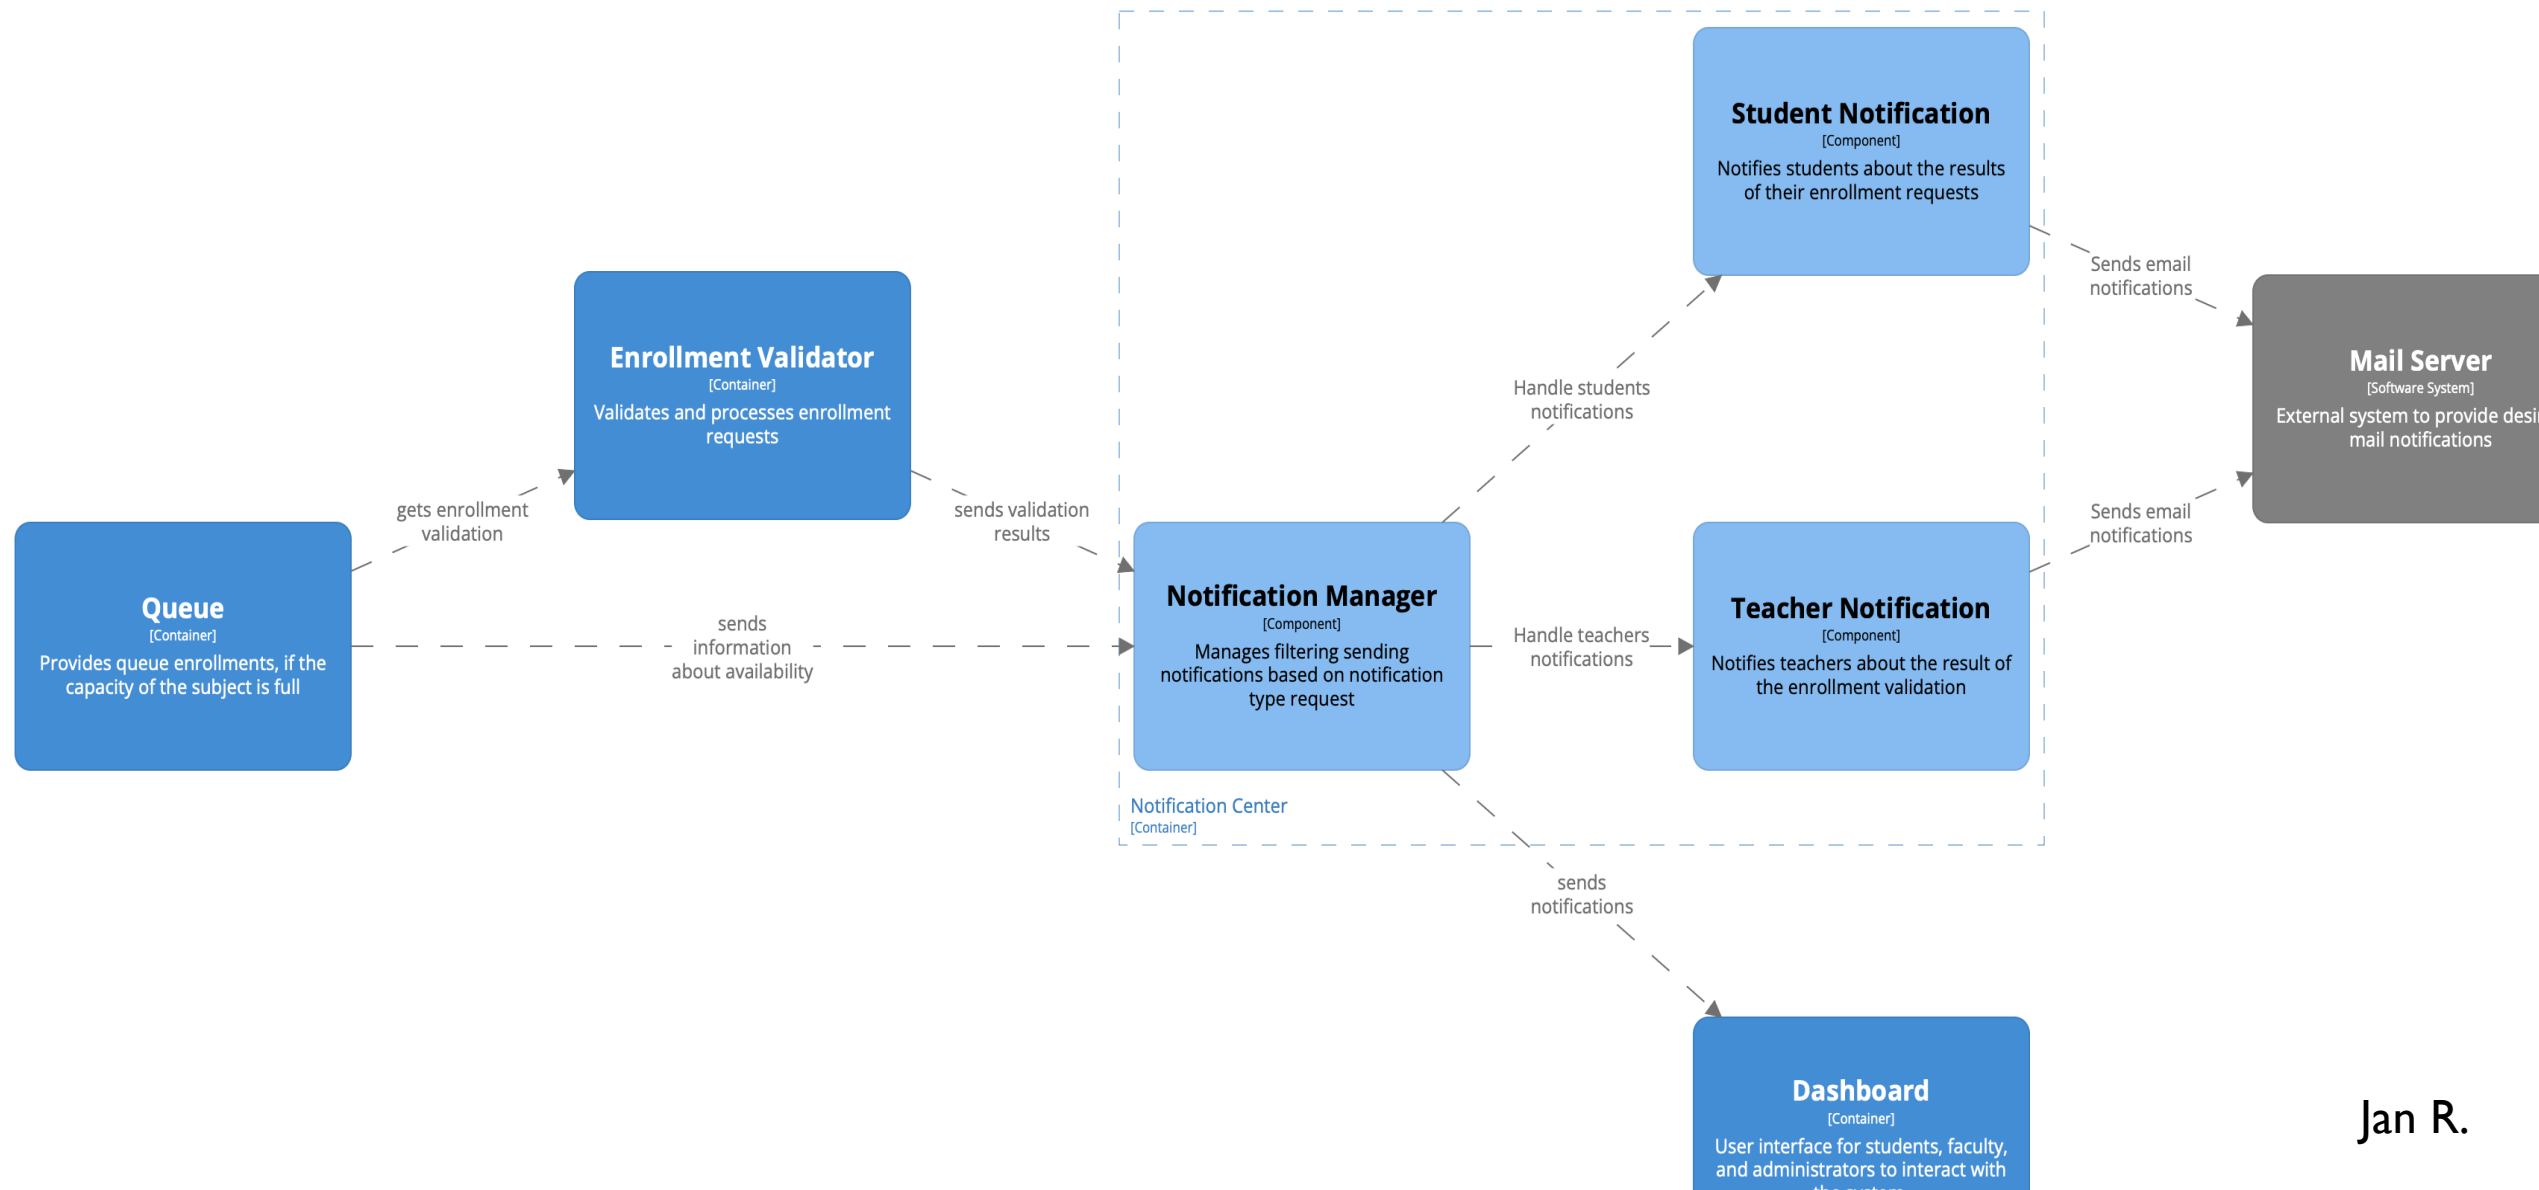 Student Notification
[Component]
Notifies students about the results
of their enrollment requests
Sends email
notifications
Enrollment Validator
[Container]
Validates and processes enrollment
requests
Mail Server
[Software System]
External system to provide
mail notifications
Handle students
notifications
gets enrollment
validation
sends validation
results
Sends email
notifications
Queue
[Container]
Provides queue enrollments, if the
capacity of the subject is full
sends
information
about availability
Notification Manager
[Component]
Manages filtering sending
notifications based on notification
type request
Handle teachers
notifications
Teacher Notification
[Component]
Notifies teachers about the result of
the enrollment validation
Notification Center
[Container]
sends
notifications
Dashboard
[Container]
User interface for students, faculty,
and administrators to interact with
Jan R.